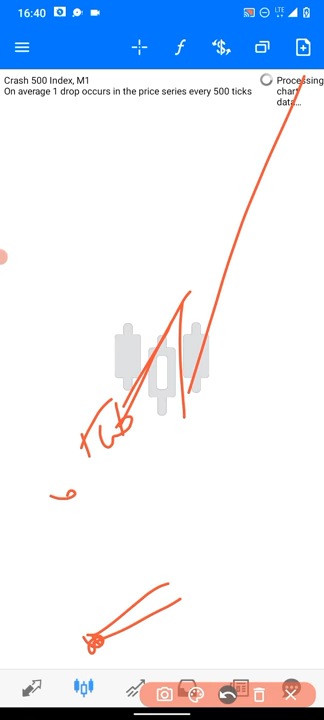 16:40
LTE
Crash 500 Index, M1
On average 1 drop occurs in the price series every 500 ticks
Processing
chart
data...